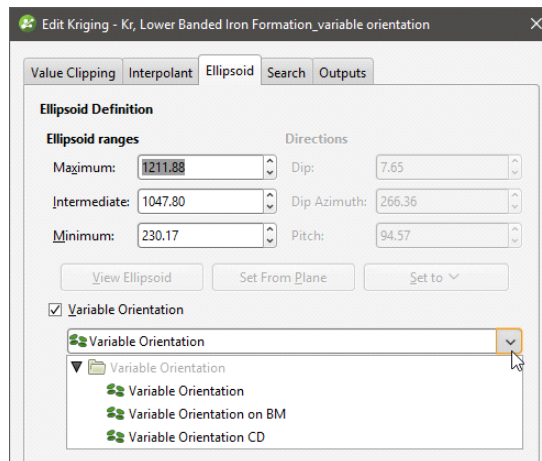 Edit Kriging - Kr, Lower Banded Iron Formation_variable orientation
Value Clipping Interpolant Ellipsoid Search Outputs
Ellipsoid Definition
Ellipsoid ranges Directions
Maximum: 1211.88 Dip: 7.65
Intermediate: 1047.80 Dip Azimuth: 266.36
Minimum: 230.17 Pitch: 94.57
View Ellipsoid Set From Plane Set to
Variable Orientation
Variable Orientation
Variable Orientation
Variable Orientation
Variable Orientation on BM
Variable Orientation CD